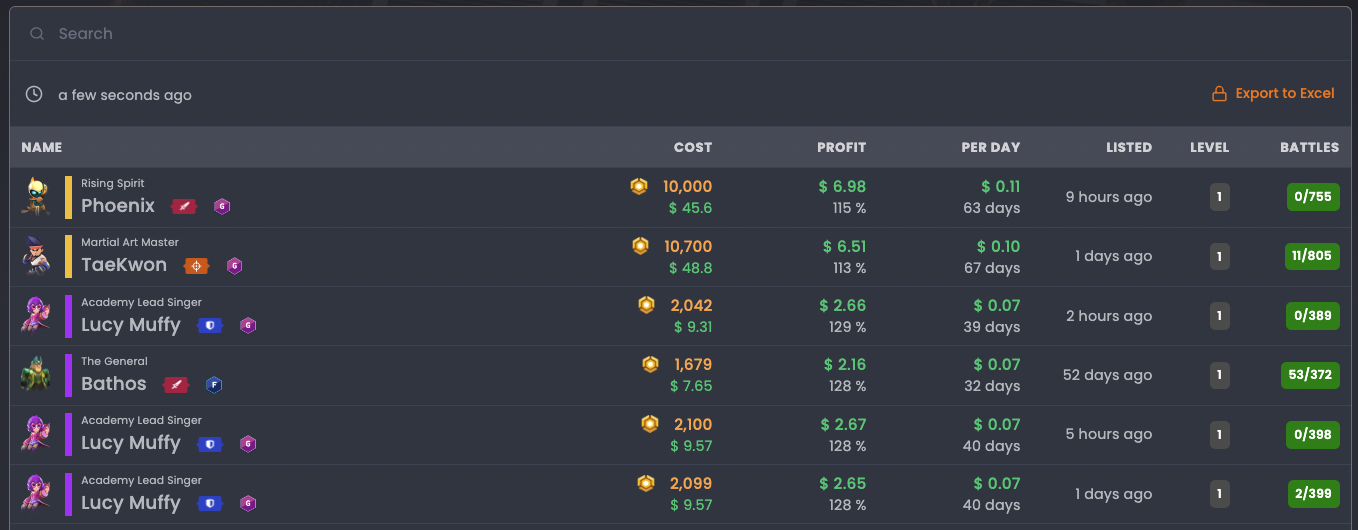 Search
a few seconds ago Export to Excel
NAME COST PROFIT PER DAY LISTED LEVEL BATTLES
Rising Spirit
Phoenix G 10,000 $ 6.98 $ 0.11 9 hours ago 1 0/755
$ 45.6 115 % 63 days
Martial Art Master
TaeKwon G 10,700 $ 6.51 $ 0.10 1 days ago 1 11/805
$ 48.8 113 % 67 days
Academy Lead Singer
Lucy Muffy G 2,042 $ 2.66 $ 0.07 2 hours ago 1 0/389
$ 9.31 129 % 39 days
The General
Bathos F 1,679 $ 2.16 $ 0.07 52 days ago 1 53/372
$ 7.65 128 % 32 days
Academy Lead Singer
Lucy Muffy G 2,100 $ 2.67 $ 0.07 5 hours ago 1 0/398
$ 9.57 128 % 40 days
Academy Lead Singer
Lucy Muffy G 2,099 $ 2.65 $ 0.07 1 days ago 1 2/399
$ 9.57 128 % 40 days